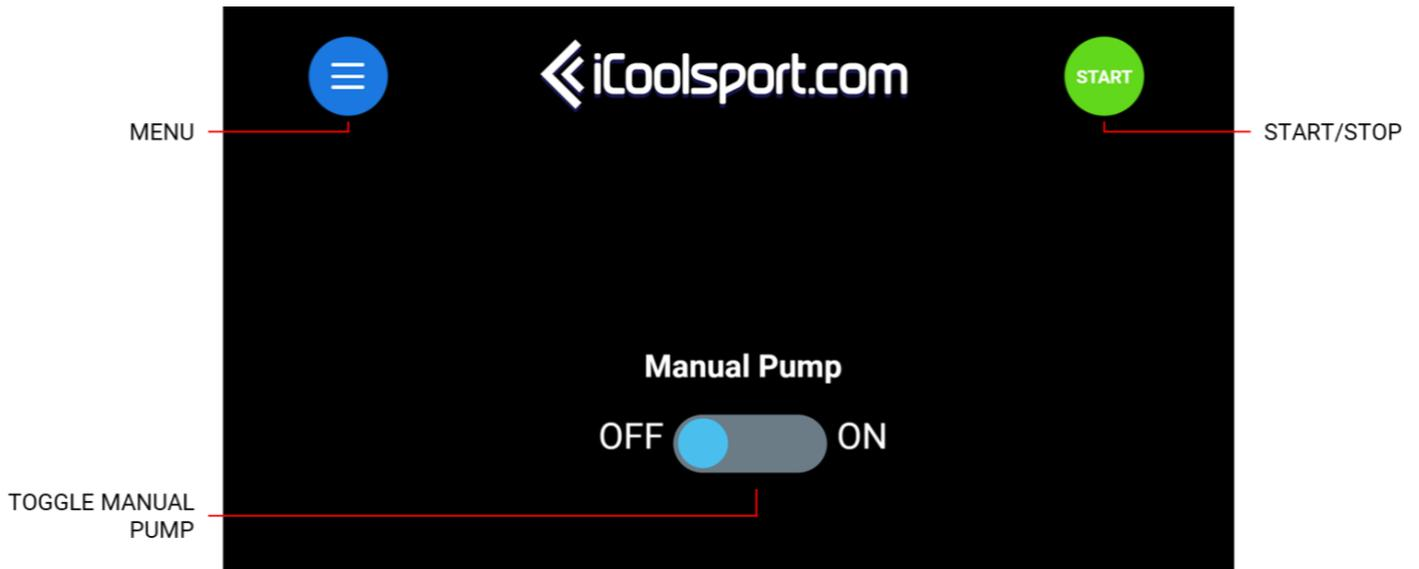 iCoolsport.com
START
MENU
START/STOP
Manual Pump
OFF ON
TOGGLE MANUAL
PUMP